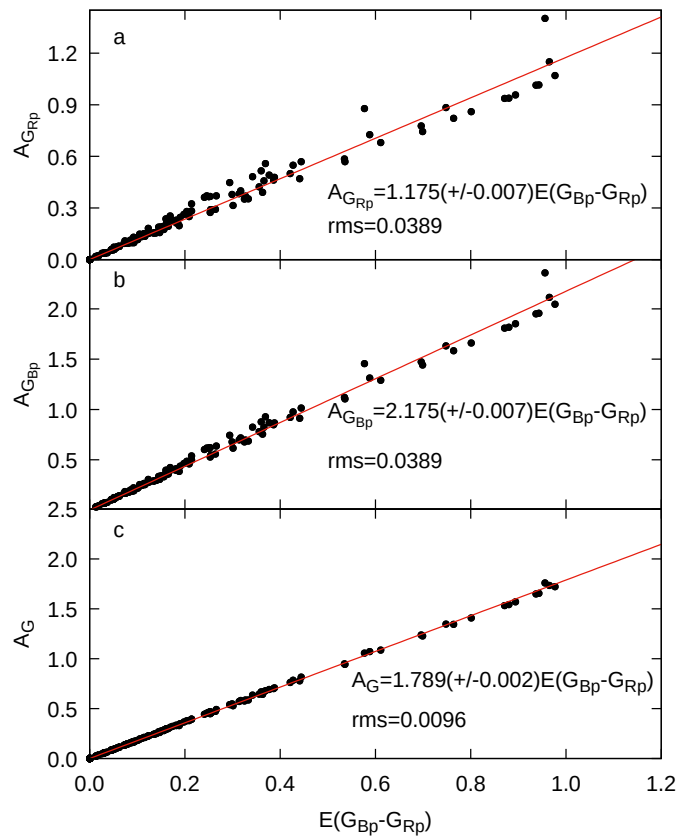 a
1.2
0.9
0.6
0.3
0.0
A_GRp
A_GRp=1.175(+/-0.007)E(G_Bp-G_Rp)
rms=0.0389
b
2.0
1.5
1.0
0.5
2.5
A_GBp
A_GBp=2.175(+/-0.007)E(G_Bp-G_Rp)
rms=0.0389
c
2.0
1.5
1.0
0.5
0.0
A_G
A_G=1.789(+/-0.002)E(G_Bp-G_Rp)
rms=0.0096
0.0 0.2 0.4 0.6 0.8 1.0 1.2
E(G_Bp-G_Rp)